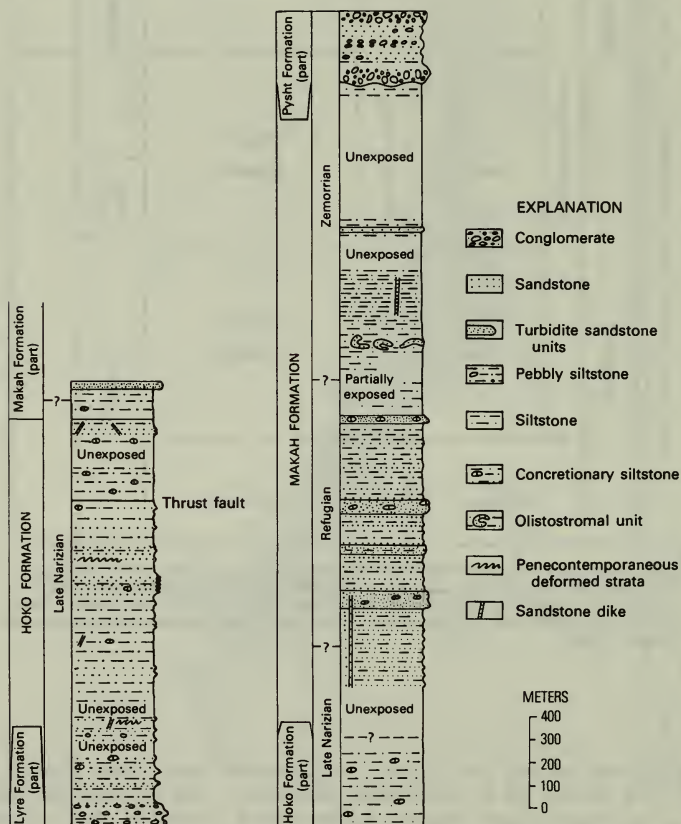 Makah Formation
(part)
HOKO FORMATION
Lyre Formation
(part)
?
Late Narizian
Unexposed
Thrust fault
Unexposed
Unexposed
Pysht Formation
(part)
MAKAH FORMATION
Hoko Formation
(part)
Zemorrian
?
Refugian
?
Late Narizian
Unexposed
Unexposed
Partially
exposed
Unexposed
?
EXPLANATION
Conglomerate
Sandstone
Turbidite sandstone
units
Pebbly siltstone
Siltstone
Concretionary siltstone
Olistostromal unit
Penecontemporaneous
deformed strata
Sandstone dike
METERS
400
300
200
100
0